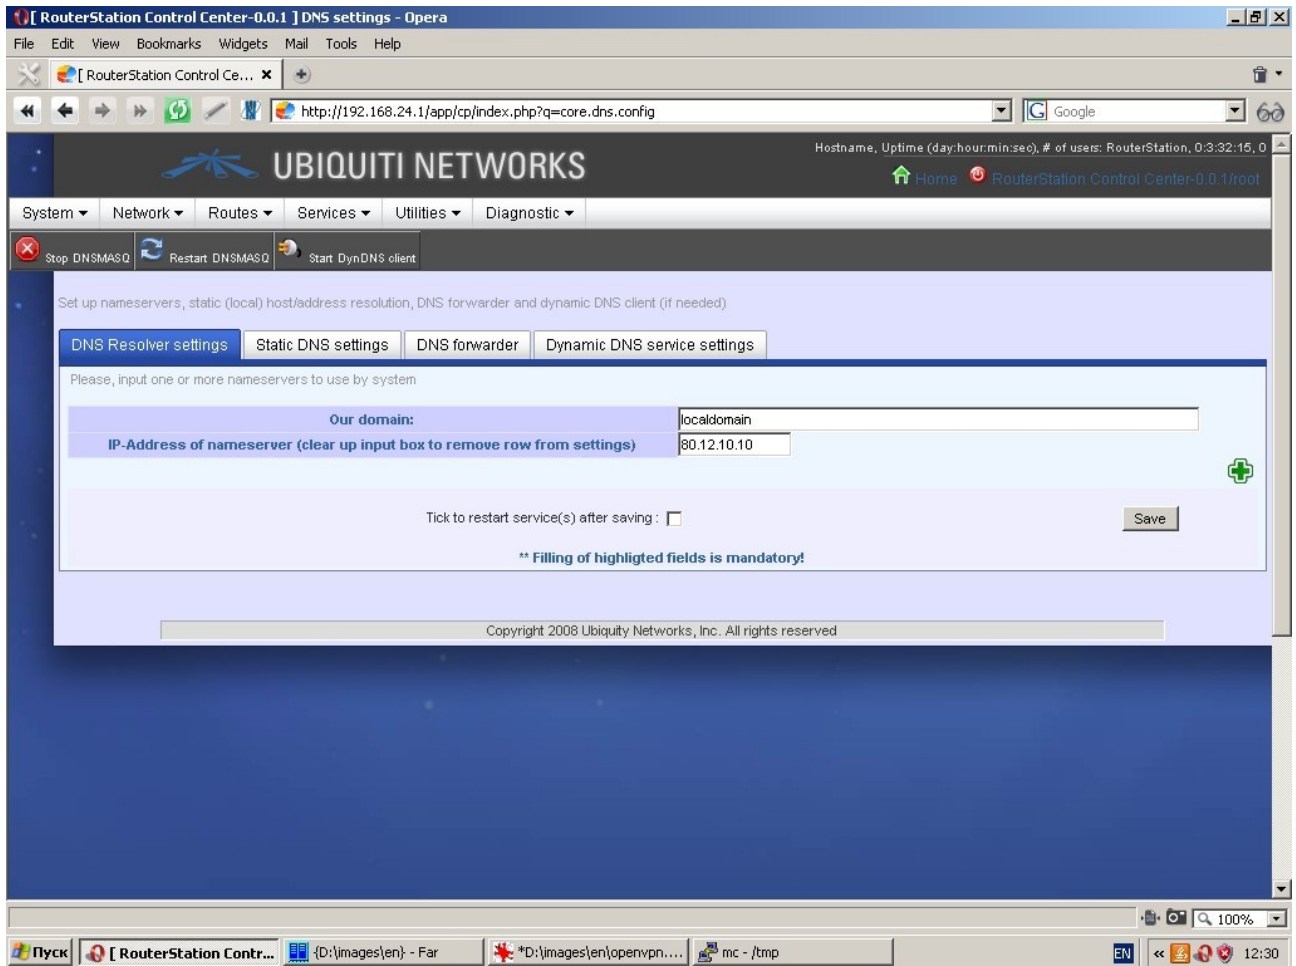 [ RouterStation Control Center-0.0.1 ] DNS settings - Opera
File Edit View Bookmarks Widgets Mail Tools Help
[ RouterStation Control Ce...
http://192.168.24.1/app/cp/index.php?q=core.dns.config Google
UBIQUITI NETWORKS
Hostname, Uptime (day:hour:min:sec), # of users: RouterStation, 0:3:32:15, 0
Home RouterStation Control Center-0.0.1/root
System Network Routes Services Utilities Diagnostic
Stop DNSMASQ Restart DNSMASQ Start DynDNS client
Set up nameservers, static (local) host/address resolution, DNS forwarder and dynamic DNS client (if needed)
DNS Resolver settings Static DNS settings DNS forwarder Dynamic DNS service settings
Please, input one or more nameservers to use by system
Our domain: localdomain
IP-Address of nameserver (clear up input box to remove row from settings) 80.12.10.10
Tick to restart service(s) after saving : Save
** Filling of highligted fields is mandatory!
Copyright 2008 Ubiquity Networks, Inc. All rights reserved
100%
Пуск [ RouterStation Contr... {D:\images\en} - Far *D:\images\en\openvpn.... mc - /tmp EN « 12:30